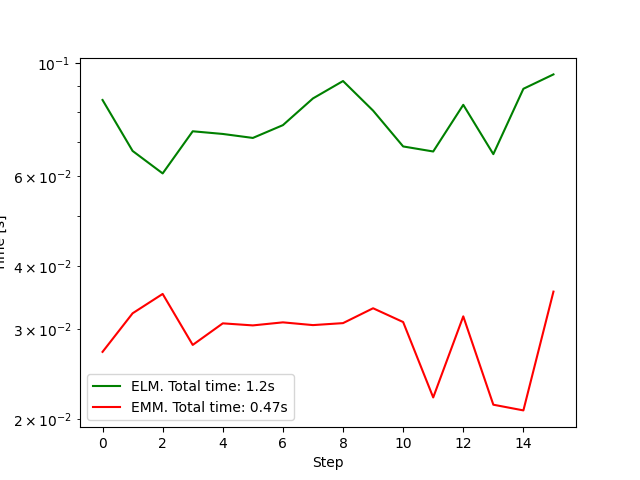 10⁻¹
6 × 10⁻²
4 × 10⁻²
3 × 10⁻²
2 × 10⁻²
[s]
ELM. Total time: 1.2s
EMM. Total time: 0.47s
0 2 4 6 8 10 12 14
Step